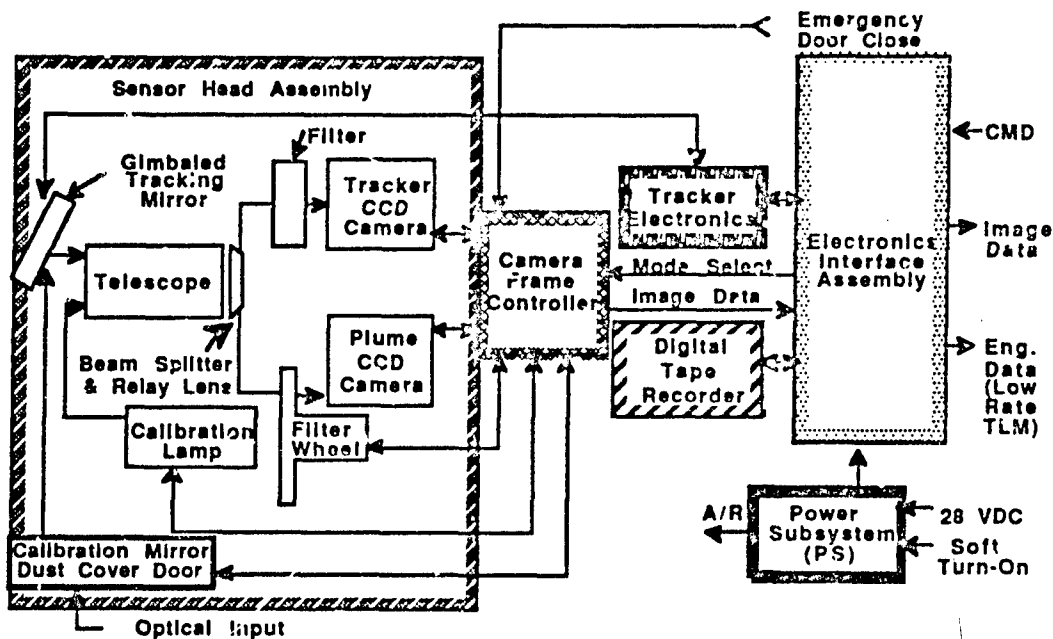 Emergency
Door Close
Sensor Head Assembly
Filter
Gimbaled
Tracking
Mirror
Tracker
CCD
Camera
Telescope
Beam Splitter
& Relay Lens
Plume
CCD
Camera
Calibration
Lamp
Filter
Wheel
Calibration Mirror
Dust Cover Door
Optical Input
Camera
Frame
Controller
Tracker
Electronics
Mode Select
Image Data
Digital
Tape
Recorder
Electronics
Interface
Assembly
CMD
Image
Data
Eng.
Data
(Low
Rate
TLM)
A/R
Power
Subsystem
(PS)
28 VDC
Soft
Turn-On